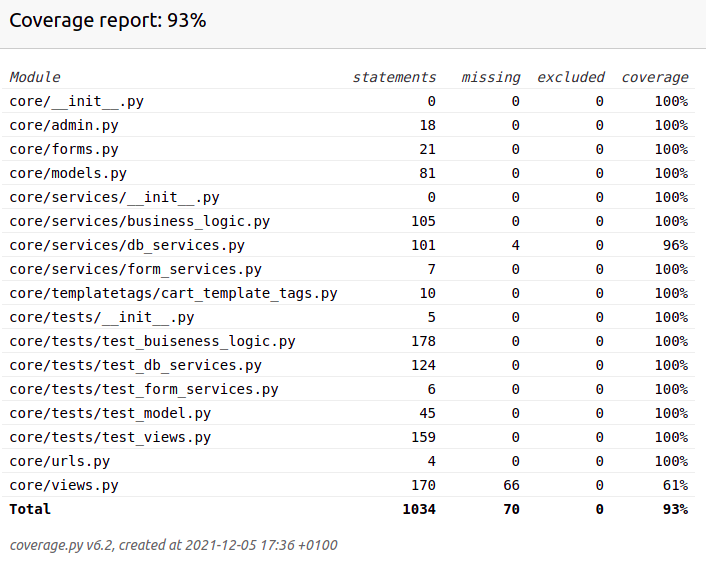 Coverage report: 93%
Module statements missing excluded coverage
core/__init__.py 0 0 0 100%
core/admin.py 18 0 0 100%
core/forms.py 21 0 0 100%
core/models.py 81 0 0 100%
core/services/__init__.py 0 0 0 100%
core/services/business_logic.py 105 0 0 100%
core/services/db_services.py 101 4 0 96%
core/services/form_services.py 7 0 0 100%
core/templatetags/cart_template_tags.py 10 0 0 100%
core/tests/__init__.py 5 0 0 100%
core/tests/test_buiseness_logic.py 178 0 0 100%
core/tests/test_db_services.py 124 0 0 100%
core/tests/test_form_services.py 6 0 0 100%
core/tests/test_model.py 45 0 0 100%
core/tests/test_views.py 159 0 0 100%
core/urls.py 4 0 0 100%
core/views.py 170 66 0 61%
Total 1034 70 0 93%
coverage.py v6.2, created at 2021-12-05 17:36 +0100